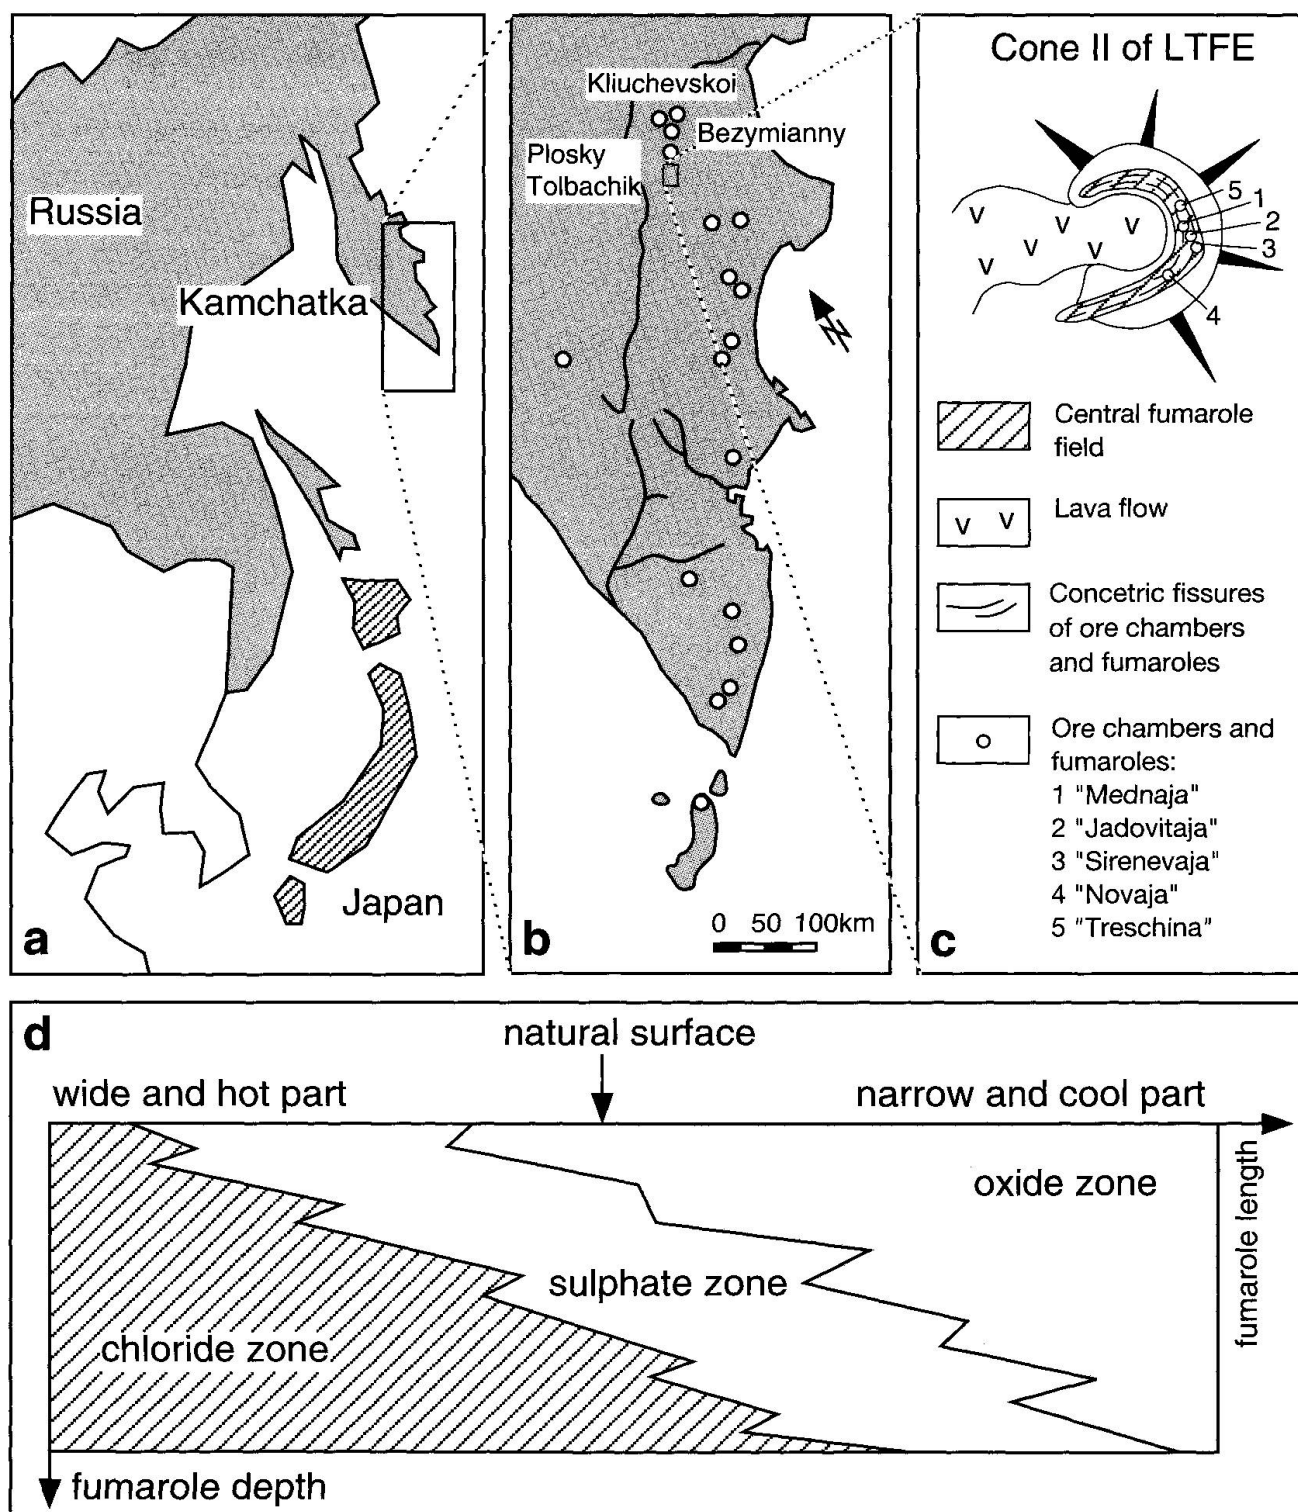 Russia
Kamchatka
Japan
a
Kliuchevskoi
Bezymianny
Plosky
Tolbachik
N
0 50 100km
b
Cone II of LTFE
5
1
2
3
4
V V V V V V
Central fumarole
field
V V
Lava flow
Concetric fissures
of ore chambers
and fumaroles
Ore chambers and
fumaroles:
1 "Mednaja"
2 "Jadovitaja"
3 "Sirenevaja"
4 "Novaja"
5 "Treschina"
c
d
natural surface
wide and hot part
narrow and cool part
oxide zone
fumarole length
sulphate zone
chloride zone
fumarole depth